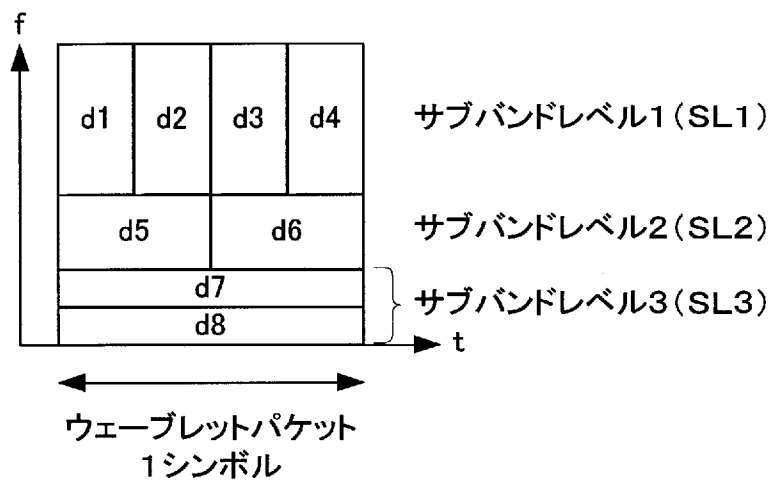 f
d1 d2 d3 d4 サブバンドレベル1(SL1)
d5 d6 サブバンドレベル2(SL2)
d7
サブバンドレベル3(SL3)
d8
t
ウェーブレットパケット
1シンボル